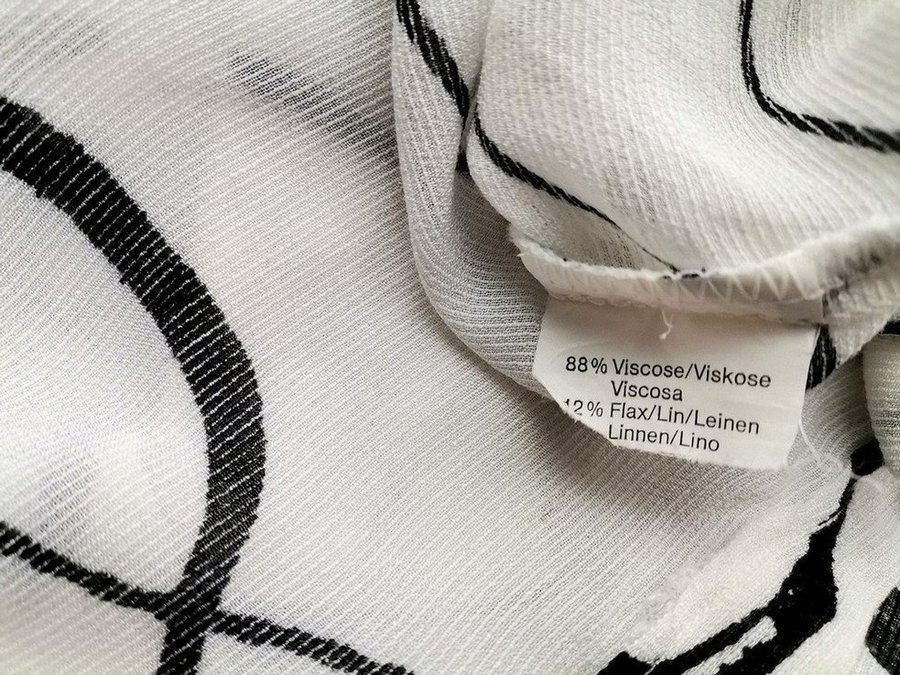 88% Viscose/Viskose
Viscosa
12% Flax/Lin/Leinen
Linnen/Lino